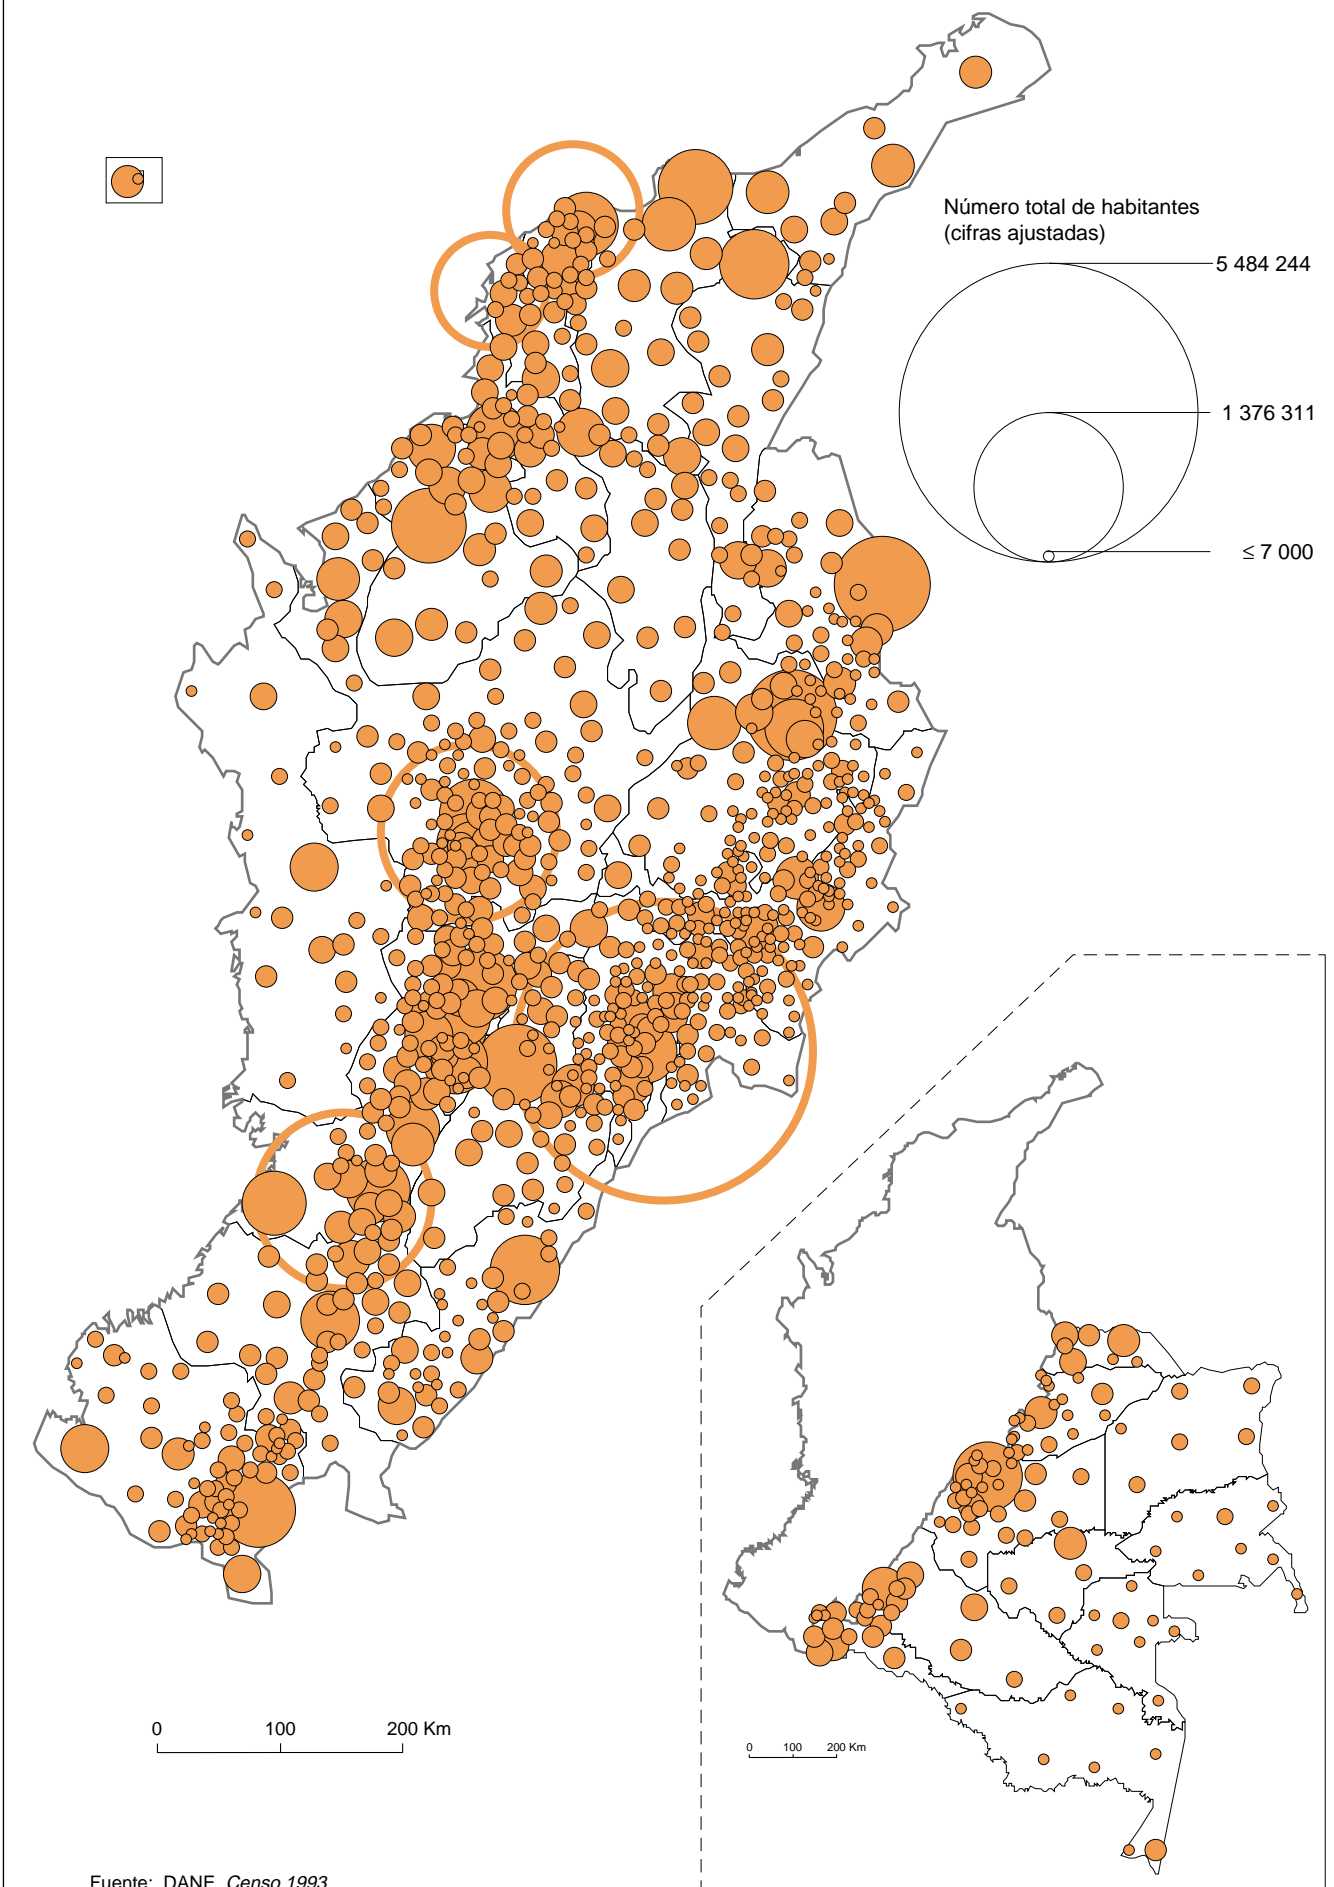 Número total de habitantes
(cifras ajustadas)
5 484 244
1 376 311
≤ 7 000
0 100 200 Km
0 100 200 Km
Fuente: DANE, Censo 1993